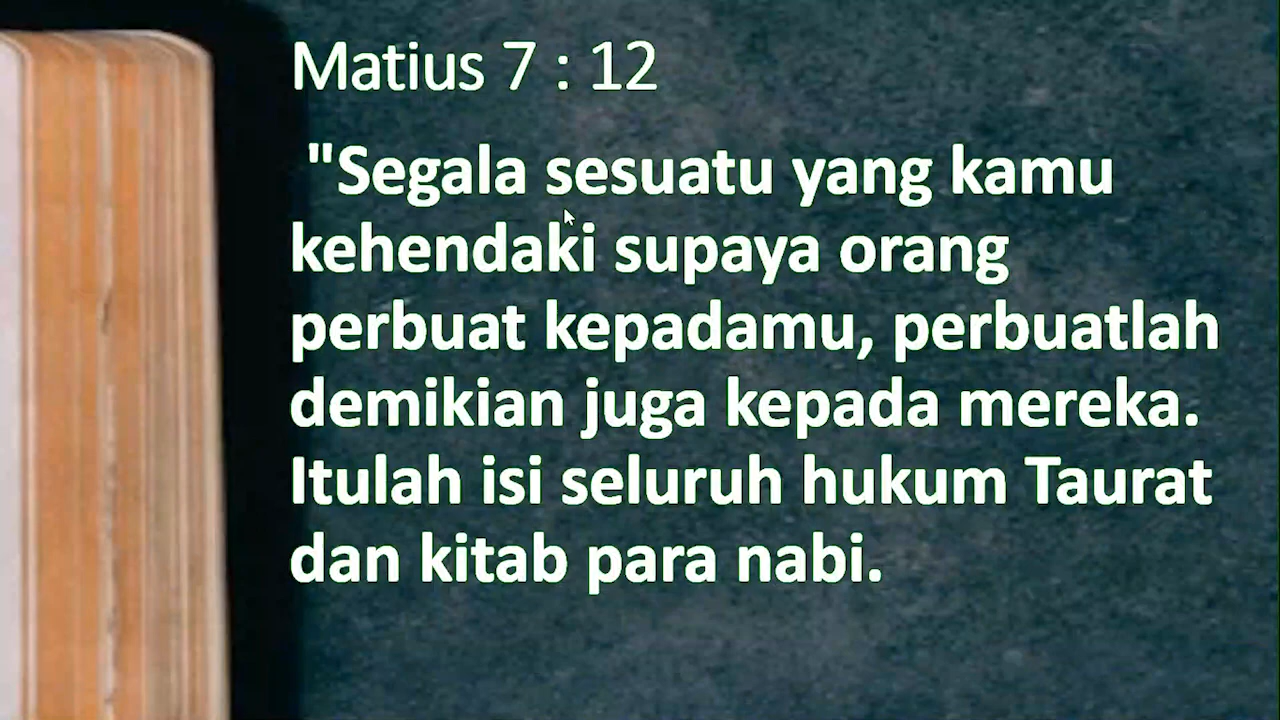 Matius 7 : 12
"Segala sesuatu yang kamu
kehendaki supaya orang
perbuat kepadamu, perbuatlah
demikian juga kepada mereka.
Itulah isi seluruh hukum Taurat
dan kitab para nabi.